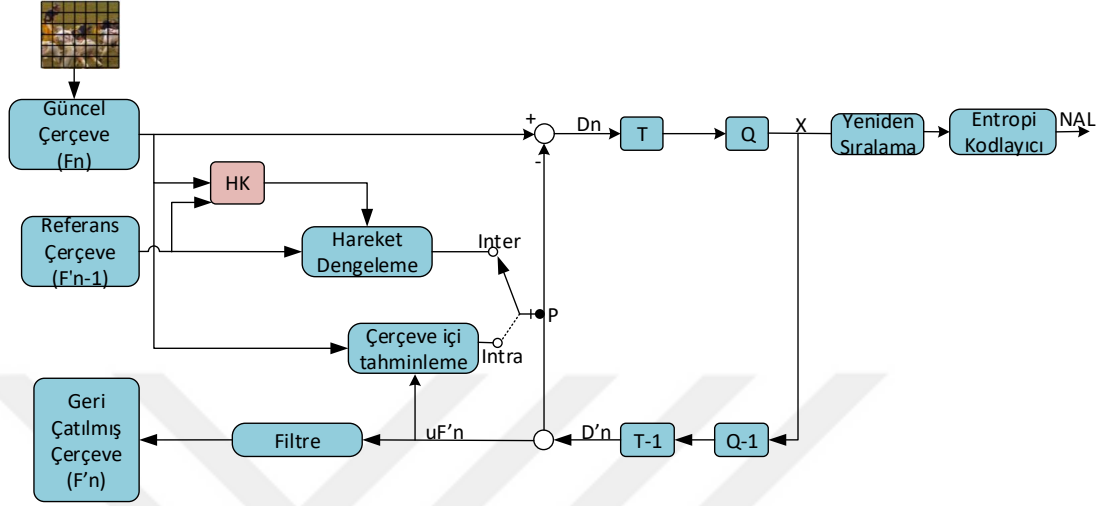 Güncel
Çerçeve
(Fn)
+
Dn
T
Q
X
Yeniden
Sıralama
Entropi
Kodlayıcı
NAL
-
HK
Referans
Çerçeve
(F'n-1)
Hareket
Dengeleme
Inter
P
Çerçeve içi
tahminleme
Intra
Geri
Çatılmış
Çerçeve
(F’n)
Filtre
uF’n
D’n
T-1
Q-1